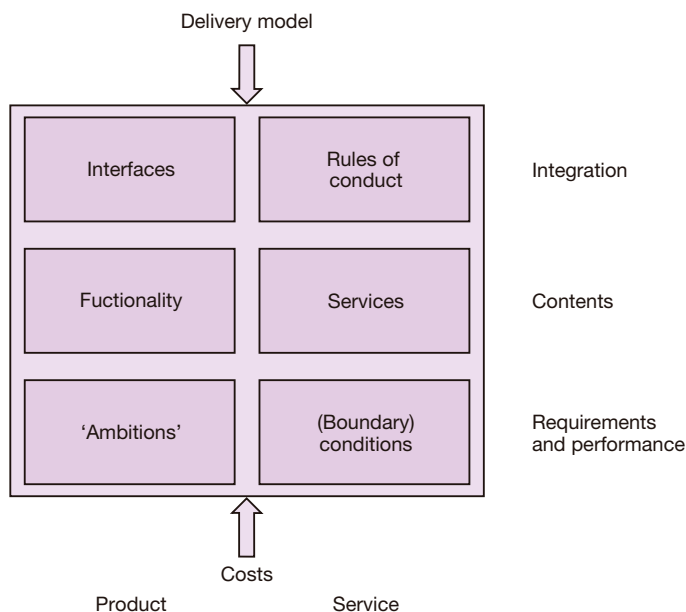 Delivery model
Interfaces
Rules of
conduct
Integration
Fuctionality
Services
Contents
‘Ambitions’
(Boundary)
conditions
Requirements
and performance
Costs
Product
Service